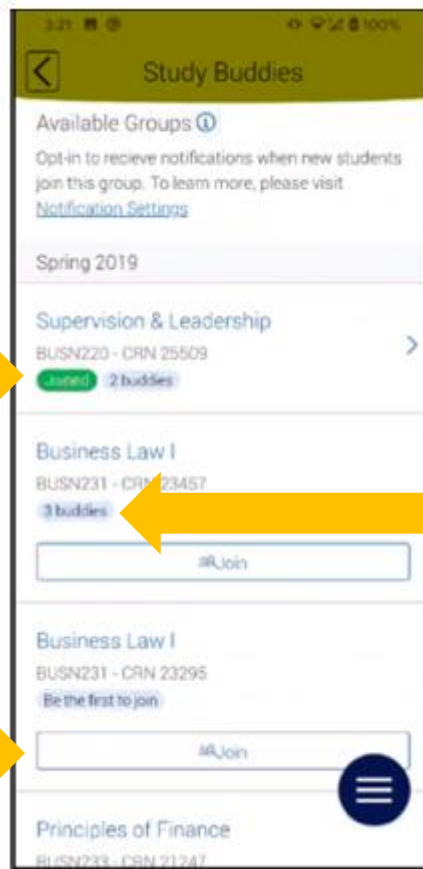 3:21 100%
Study Buddies
Available Groups
Opt-in to recieve notifications when new students
join this group. To learn more, please visit
Notification Settings
Spring 2019
Supervision & Leadership
BUSN220 - CRN 25509
Joined 2 buddies
Business Law I
BUSN231 - CRN 23457
3 buddies
Join
Business Law I
BUSN231 - CRN 23295
Be the first to join
Join
Principles of Finance
BUSN233 - CRN 21247